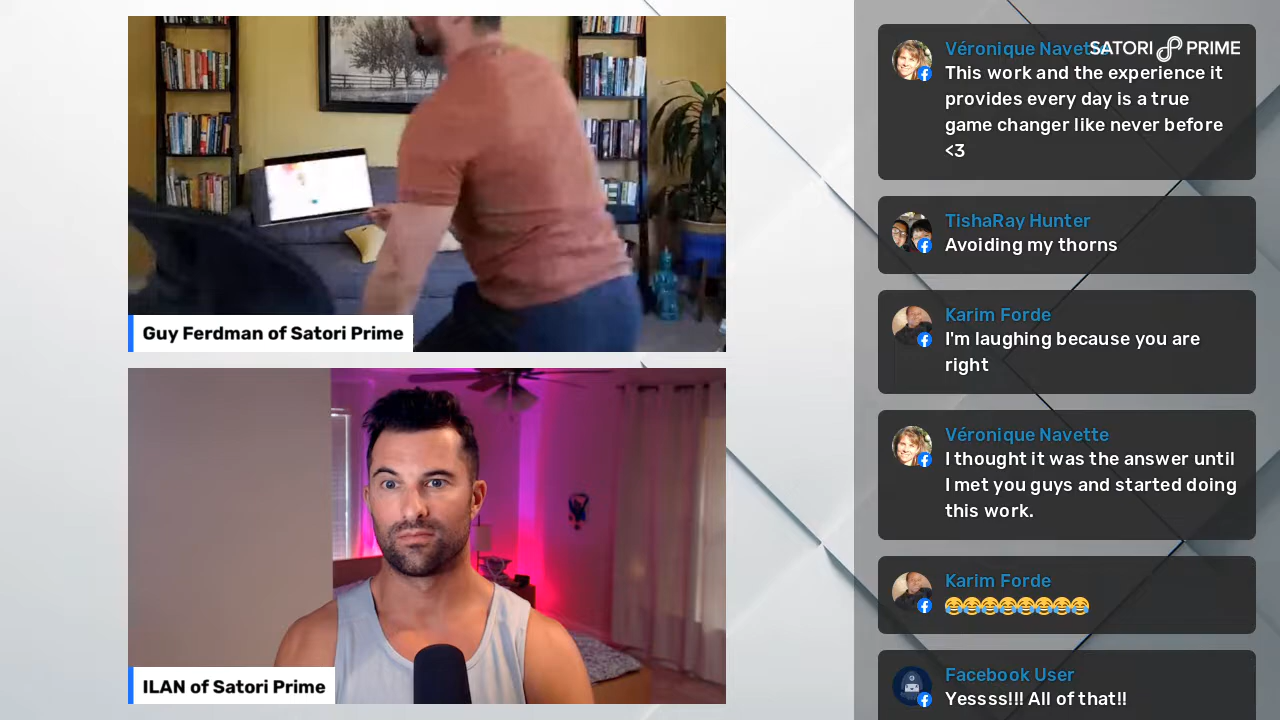 Guy Ferdman of Satori Prime
ILAN of Satori Prime
SATORI PRIME
Véronique Navette
This work and the experience it
provides every day is a true
game changer like never before
<3
TishaRay Hunter
Avoiding my thorns
Karim Forde
I'm laughing because you are
right
Véronique Navette
I thought it was the answer until
I met you guys and started doing
this work.
Karim Forde
😂😂😂😂😂😂😂😂
Facebook User
Yessss!!! All of that!!